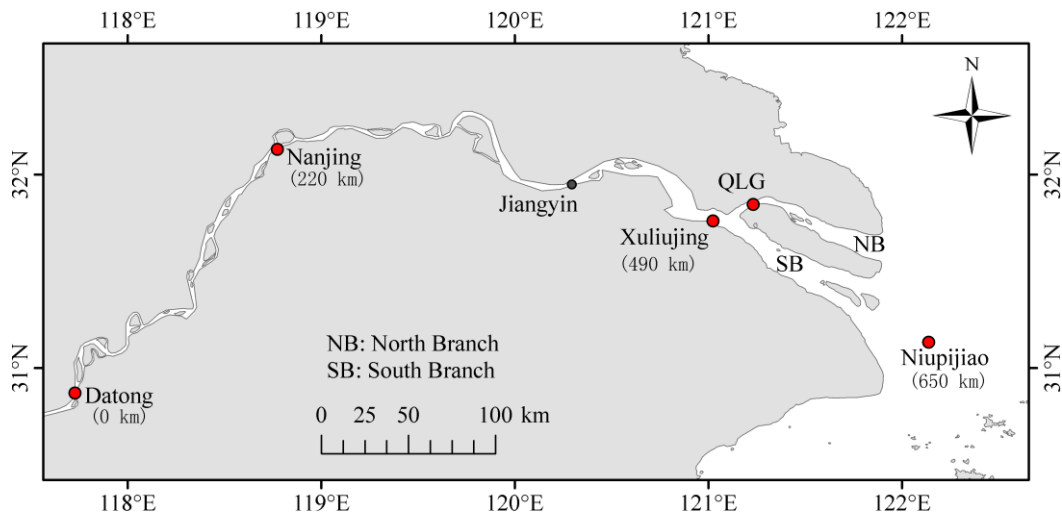 118°E 119°E 120°E 121°E 122°E
N
32°N
32°N
Nanjing
(220 km)
QLG
Jiangyin
Xuliujing
(490 km)
NB
SB
NB: North Branch
SB: South Branch
31°N
31°N
Niupijiao
(650 km)
Datong
(0 km)
0 25 50 100 km
118°E 119°E 120°E 121°E 122°E